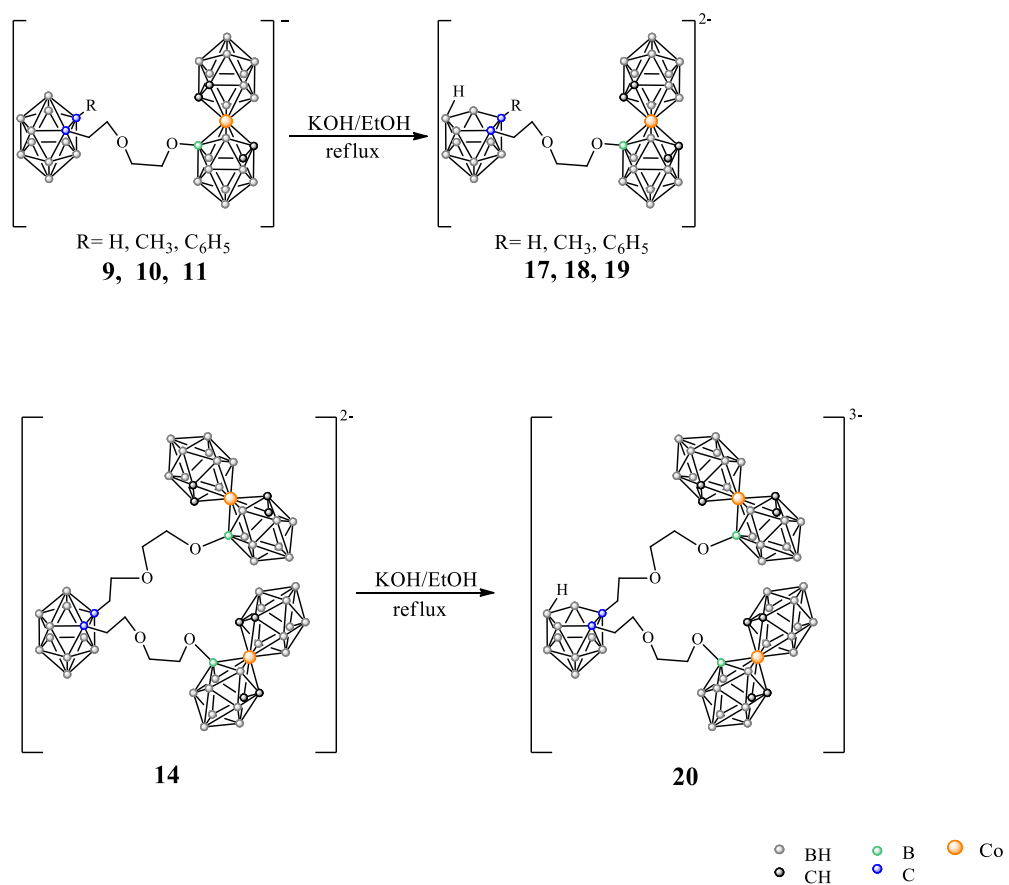 -
2-
R
H
R
O
O
KOH/EtOH
reflux
O
O
R= H, CH₃, C₆H₅
R= H, CH₃, C₆H₅
9, 10, 11
17, 18, 19
2-
3-
O
O
O
O
KOH/EtOH
reflux
H
O
O
O
O
14
20
BH
B
Co
CH
C